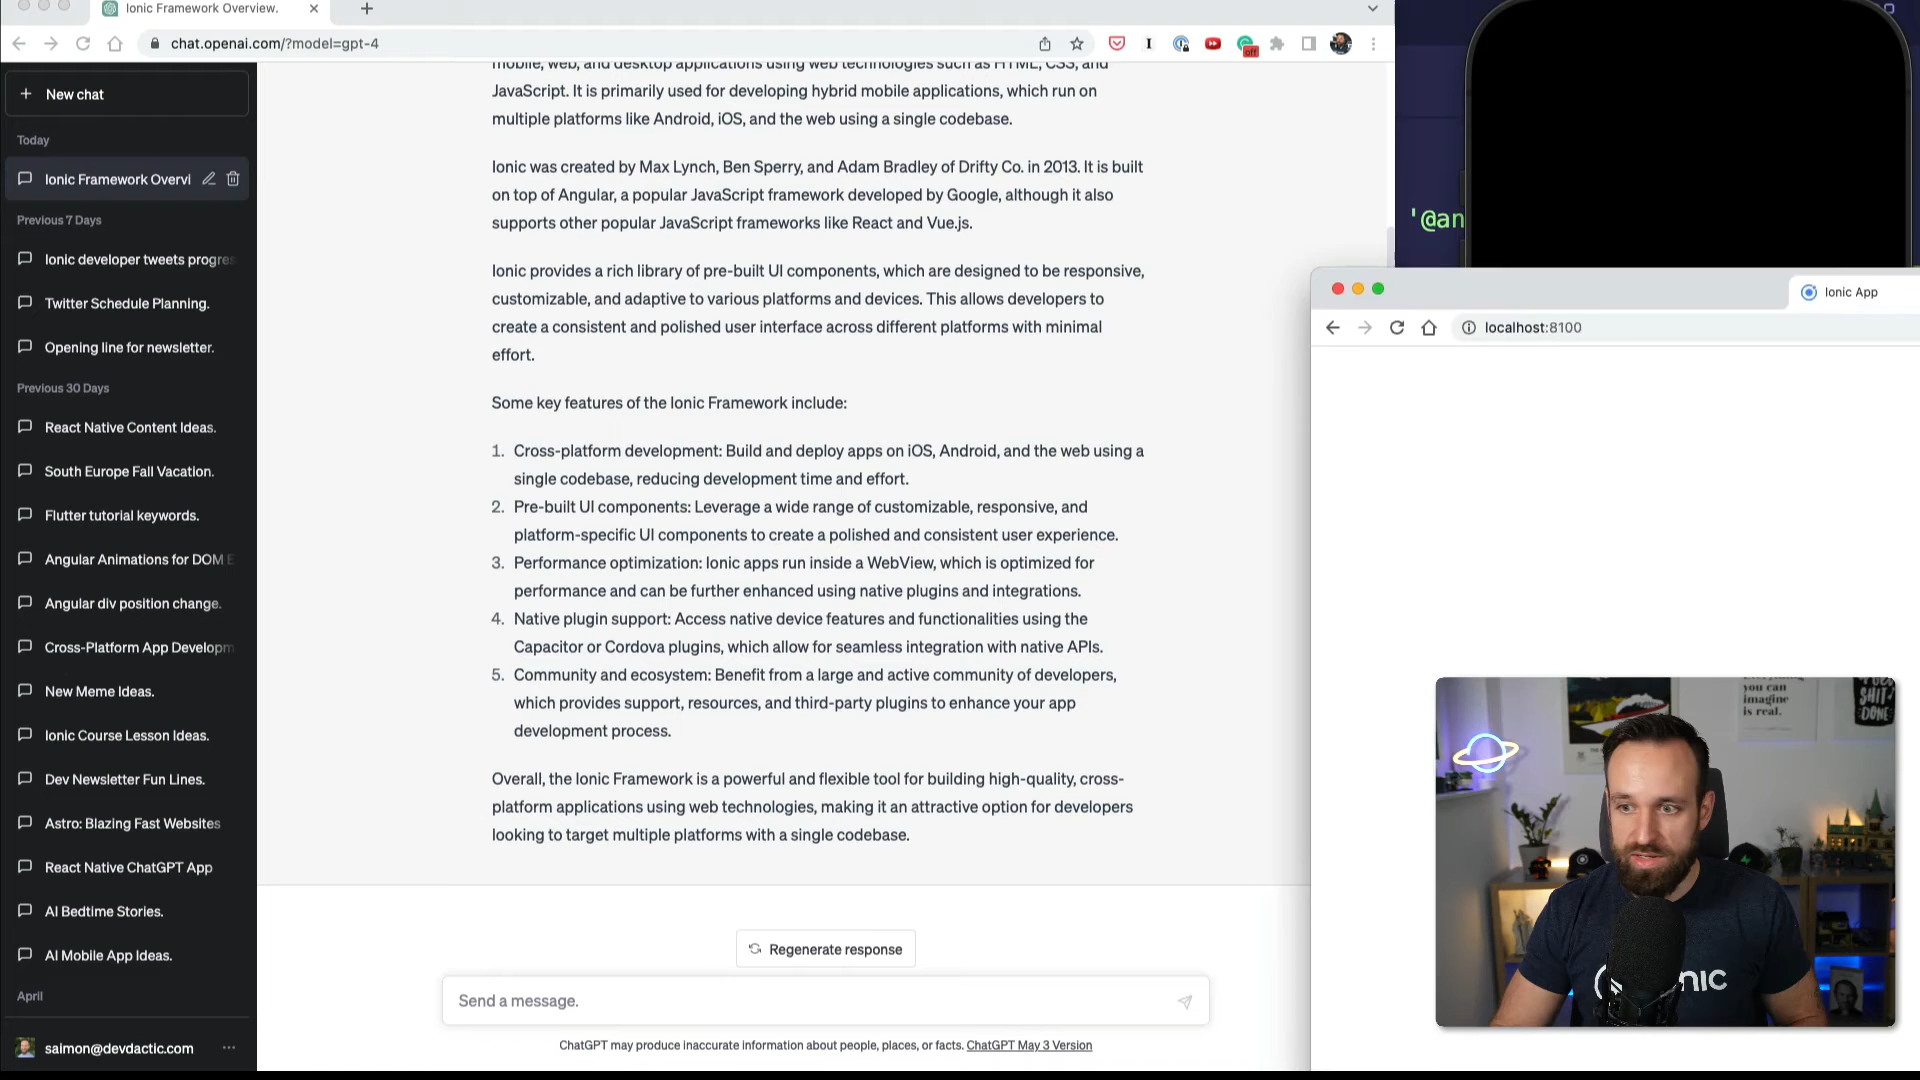 Ionic Framework Overview.
chat.openai.com/?model=gpt-4
off
New chat
Today
Ionic Framework Overvi
Previous 7 Days
Ionic developer tweets progres
Twitter Schedule Planning.
Opening line for newsletter.
Previous 30 Days
React Native Content Ideas.
South Europe Fall Vacation.
Flutter tutorial keywords.
Angular Animations for DOM E
Angular div position change.
Cross-Platform App Developm
New Meme Ideas.
Ionic Course Lesson Ideas.
Dev Newsletter Fun Lines.
Astro: Blazing Fast Websites
React Native ChatGPT App
AI Bedtime Stories.
AI Mobile App Ideas.
April
saimon@devdactic.com
mobile, web, and desktop applications using web technologies such as HTML, CSS, and
JavaScript. It is primarily used for developing hybrid mobile applications, which run on
multiple platforms like Android, iOS, and the web using a single codebase.
Ionic was created by Max Lynch, Ben Sperry, and Adam Bradley of Drifty Co. in 2013. It is built
on top of Angular, a popular JavaScript framework developed by Google, although it also
supports other popular JavaScript frameworks like React and Vue.js.
Ionic provides a rich library of pre-built UI components, which are designed to be responsive,
customizable, and adaptive to various platforms and devices. This allows developers to
create a consistent and polished user interface across different platforms with minimal
effort.
Some key features of the Ionic Framework include:
1. Cross-platform development: Build and deploy apps on iOS, Android, and the web using a
single codebase, reducing development time and effort.
2. Pre-built UI components: Leverage a wide range of customizable, responsive, and
platform-specific UI components to create a polished and consistent user experience.
3. Performance optimization: Ionic apps run inside a WebView, which is optimized for
performance and can be further enhanced using native plugins and integrations.
4. Native plugin support: Access native device features and functionalities using the
Capacitor or Cordova plugins, which allow for seamless integration with native APIs.
5. Community and ecosystem: Benefit from a large and active community of developers,
which provides support, resources, and third-party plugins to enhance your app
development process.
Overall, the Ionic Framework is a powerful and flexible tool for building high-quality, cross-
platform applications using web technologies, making it an attractive option for developers
looking to target multiple platforms with a single codebase.
Regenerate response
Send a message.
ChatGPT may produce inaccurate information about people, places, or facts. ChatGPT May 3 Version
'@an
Ionic App
localhost:8100
you can
imagine
is real.
SHIT
DONE
nic